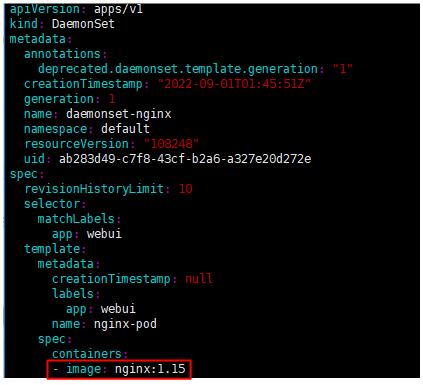 apiVersion: apps/v1
kind: DaemonSet
metadata:
  annotations:
    deprecated.daemonset.template.generation: "1"
  creationTimestamp: "2022-09-01T01:45:51Z"
  generation: 1
  name: daemonset-nginx
  namespace: default
  resourceVersion: "108248"
  uid: ab283d49-c7f8-43cf-b2a6-a327e20d272e
spec:
  revisionHistoryLimit: 10
  selector:
    matchLabels:
      app: webui
  template:
    metadata:
      creationTimestamp: null
      labels:
        app: webui
      name: nginx-pod
    spec:
      containers:
      - image: nginx:1.15